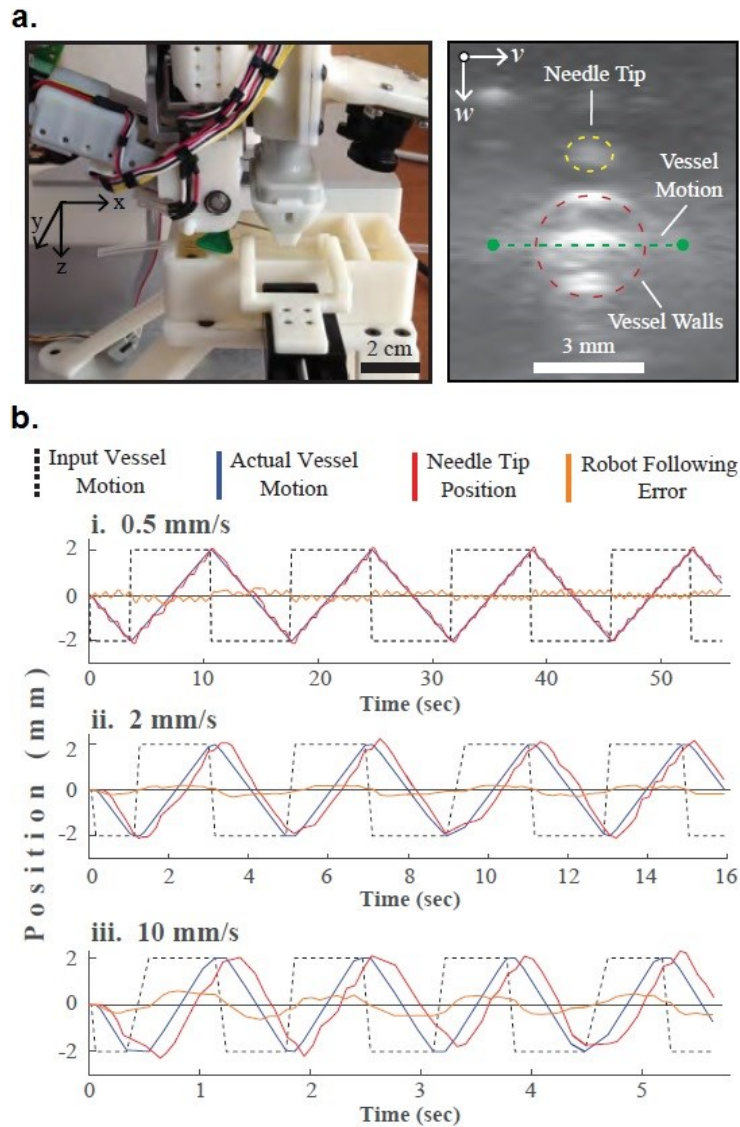 a.
x
y
z
2 cm
v
w
Needle Tip
Vessel
Motion
Vessel Walls
3 mm
b.
Input Vessel
Motion
Actual Vessel
Motion
Needle Tip
Position
Robot Following
Error
Position (mm)
i. 0.5 mm/s
2
0
-2
0 10 20 30 40 50
Time (sec)
ii. 2 mm/s
2
0
-2
0 2 4 6 8 10 12 14 16
Time (sec)
iii. 10 mm/s
2
0
-2
0 1 2 3 4 5
Time (sec)